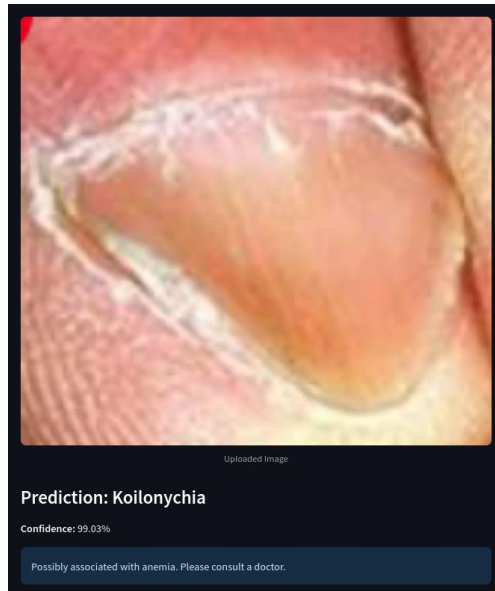 Uploaded Image
Prediction: Koilonychia
Confidence: 99.03%
Possibly associated with anemia. Please consult a doctor.